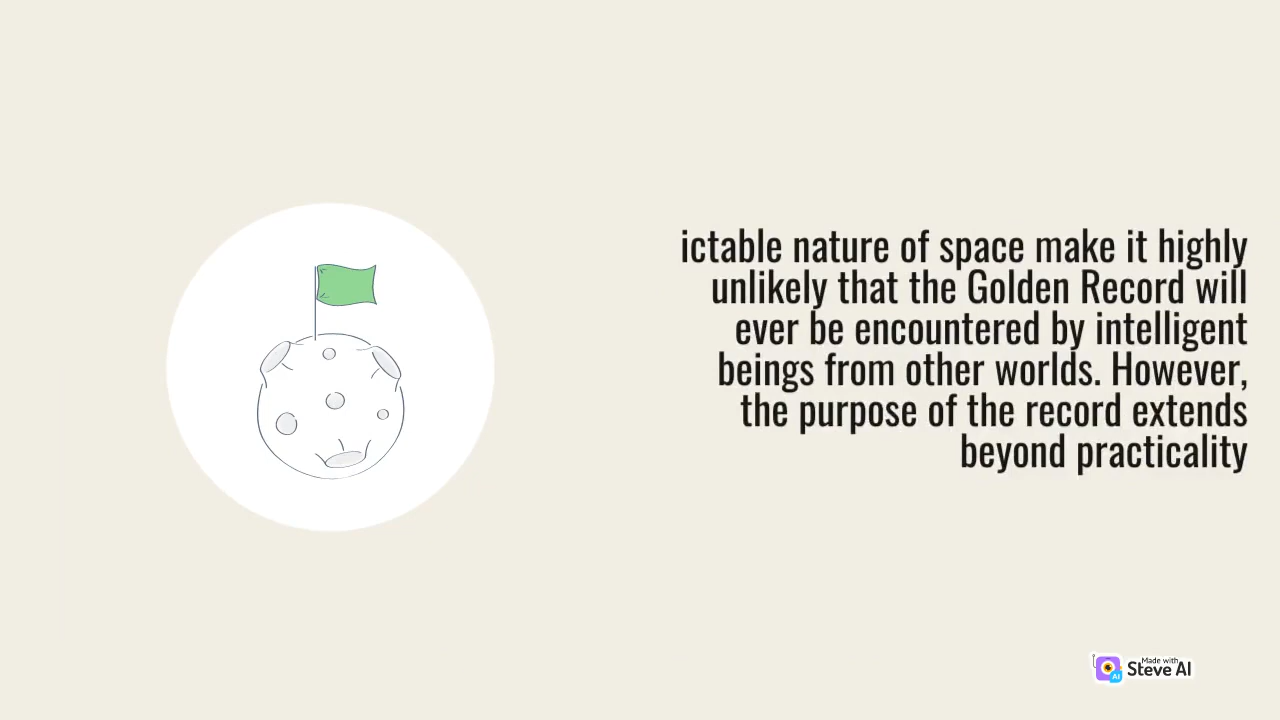 ictable nature of space make it highly
unlikely that the Golden Record will
ever be encountered by intelligent
beings from other worlds. However,
the purpose of the record extends
beyond practicality
Made with
Steve AI
AI